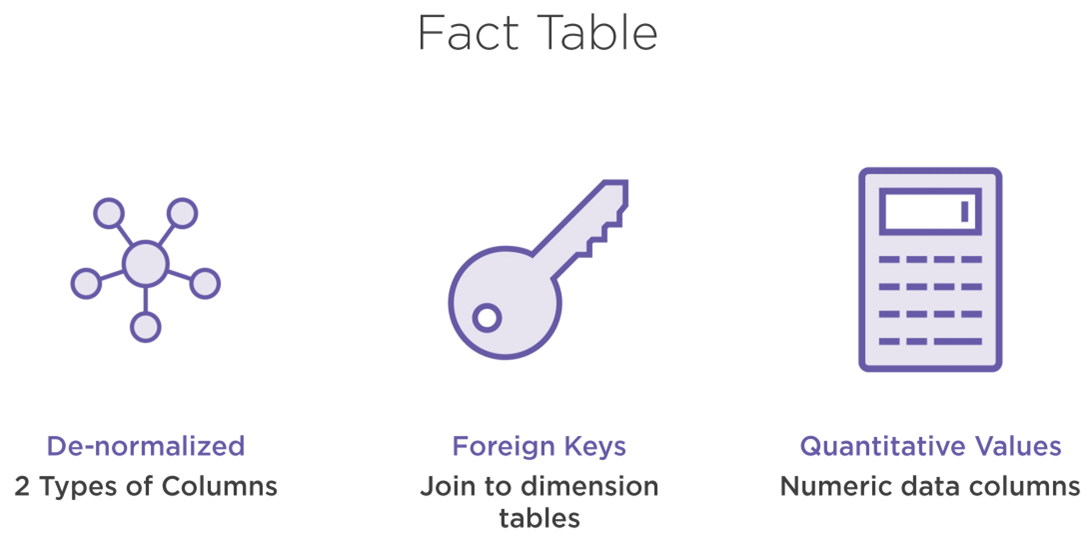 Fact Table
De-normalized
2 Types of Columns
Foreign Keys
Join to dimension
tables
Quantitative Values
Numeric data columns